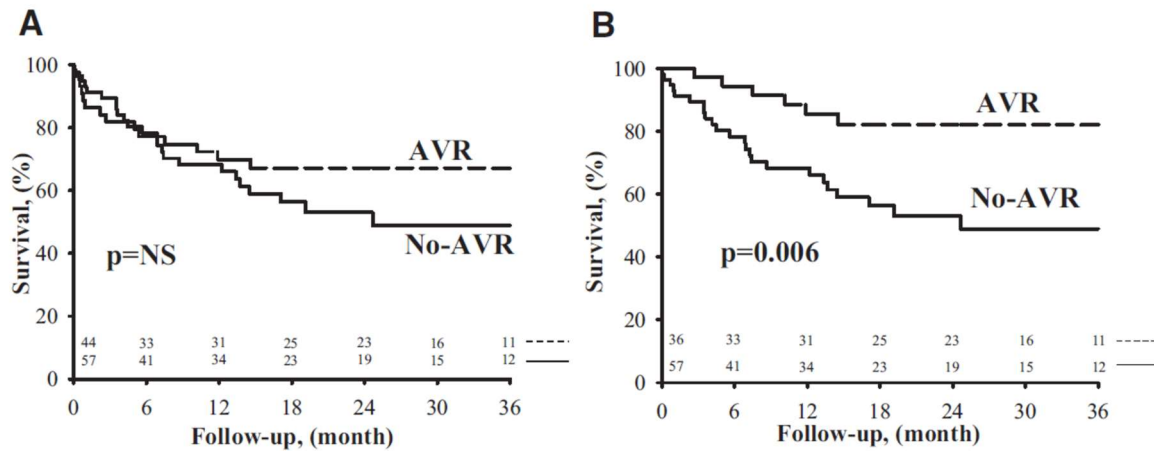 A
Survival, (%)
100
80
60
40
20
0
AVR
No-AVR
p=NS
44 33 31 25 23 16 11
57 41 34 23 19 15 12
0 6 12 18 24 30 36
Follow-up, (month)
B
Survival, (%)
100
80
60
40
20
0
AVR
No-AVR
p=0.006
36 33 31 25 23 16 11
57 41 34 23 19 15 12
0 6 12 18 24 30 36
Follow-up, (month)